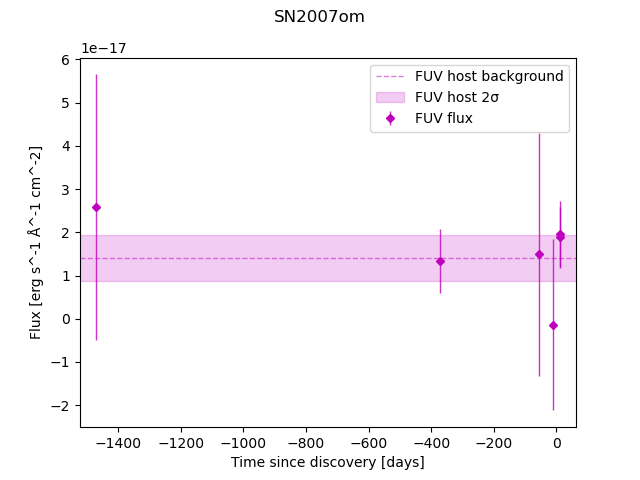 SN2007om
1e−17
6
5
4
3
2
1
0
−1
−2
Flux [erg s^-1 Å^-1 cm^-2]
FUV host background
FUV host 2σ
FUV flux
−1400 −1200 −1000 −800 −600 −400 −200 0
Time since discovery [days]